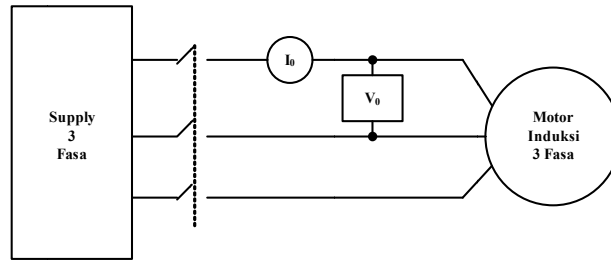 Supply
3
Fasa
I₀
V₀
Motor
Induksi
3 Fasa